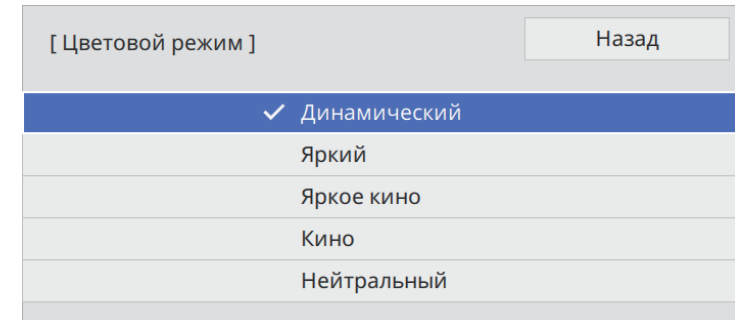 [ Цветовой режим ]
Назад
Динамический
Яркий
Яркое кино
Кино
Нейтральный